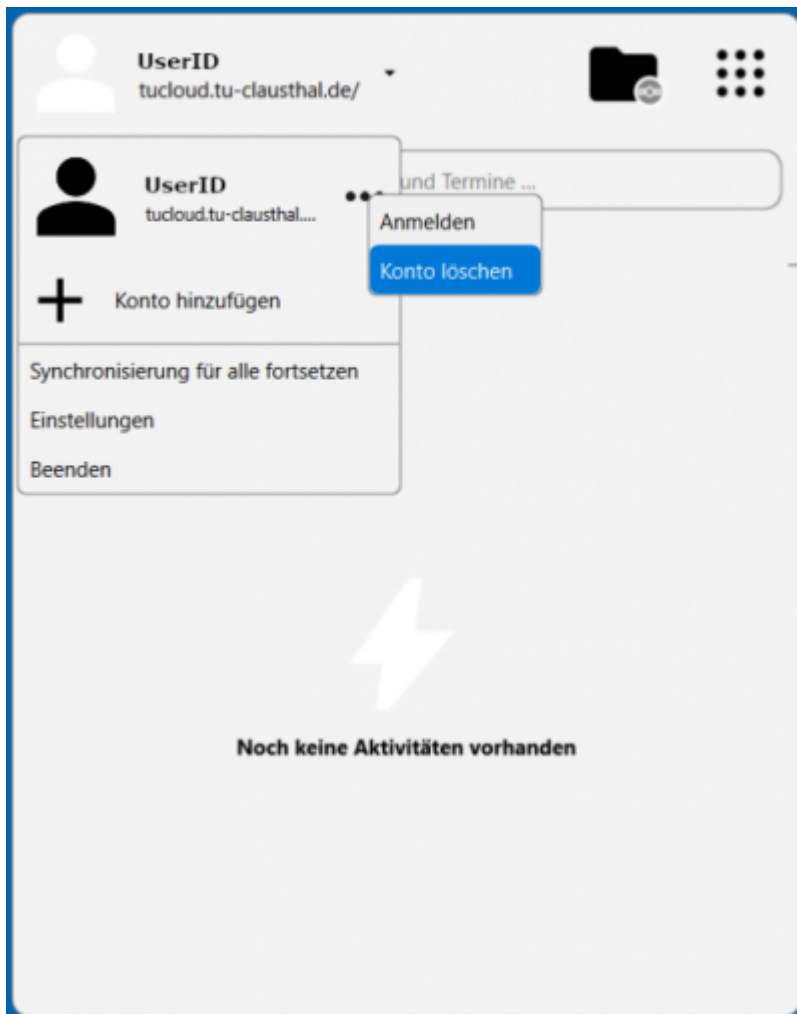 UserID
tucloud.tu-clausthal.de/
UserID
tucloud.tu-clausthal....
und Termine ...
Anmelden
Konto löschen
Konto hinzufügen
Synchronisierung für alle fortsetzen
Einstellungen
Beenden
Noch keine Aktivitäten vorhanden